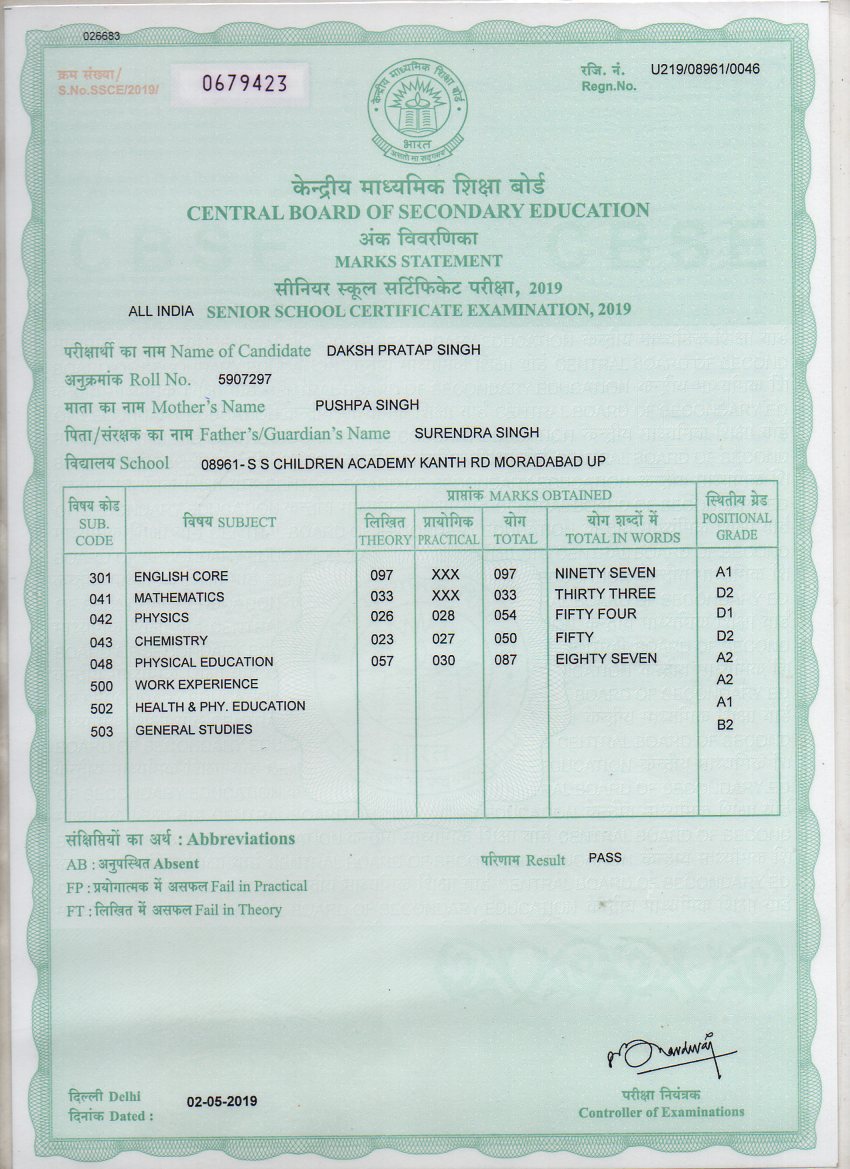 026683
क्रम संख्या/
S.No.SSCE/2019/ 0679423
रजि. नं. U219/08961/0046
Regn.No.
केन्द्रीय माध्यमिक शिक्षा बोर्ड
भारत
असतो मा सद्गमय
केन्द्रीय माध्यमिक शिक्षा बोर्ड
CENTRAL BOARD OF SECONDARY EDUCATION
अंक विवरणिका
MARKS STATEMENT
सीनियर स्कूल सर्टिफिकेट परीक्षा, 2019
ALL INDIA SENIOR SCHOOL CERTIFICATE EXAMINATION, 2019
परीक्षार्थी का नाम Name of Candidate DAKSH PRATAP SINGH
अनुक्रमांक Roll No. 5907297
माता का नाम Mother's Name PUSHPA SINGH
पिता/संरक्षक का नाम Father's/Guardian's Name SURENDRA SINGH
विद्यालय School 08961- S S CHILDREN ACADEMY KANTH RD MORADABAD UP
विषय कोड SUB. CODE विषय SUBJECT प्राप्तांक MARKS OBTAINED स्थितीय ग्रेड POSITIONAL GRADE
लिखित THEORY प्रायोगिक PRACTICAL योग TOTAL योग शब्दों में TOTAL IN WORDS
301 ENGLISH CORE 097 XXX 097 NINETY SEVEN A1
041 MATHEMATICS 033 XXX 033 THIRTY THREE D2
042 PHYSICS 026 028 054 FIFTY FOUR D1
043 CHEMISTRY 023 027 050 FIFTY D2
048 PHYSICAL EDUCATION 057 030 087 EIGHTY SEVEN A2
500 WORK EXPERIENCE A2
502 HEALTH & PHY. EDUCATION A1
503 GENERAL STUDIES B2
संक्षिप्तियों का अर्थ : Abbreviations
AB : अनुपस्थित Absent
परिणाम Result PASS
FP : प्रयोगात्मक में असफल Fail in Practical
FT : लिखित में असफल Fail in Theory
दिल्ली Delhi
दिनांक Dated : 02-05-2019
परीक्षा नियंत्रक
Controller of Examinations